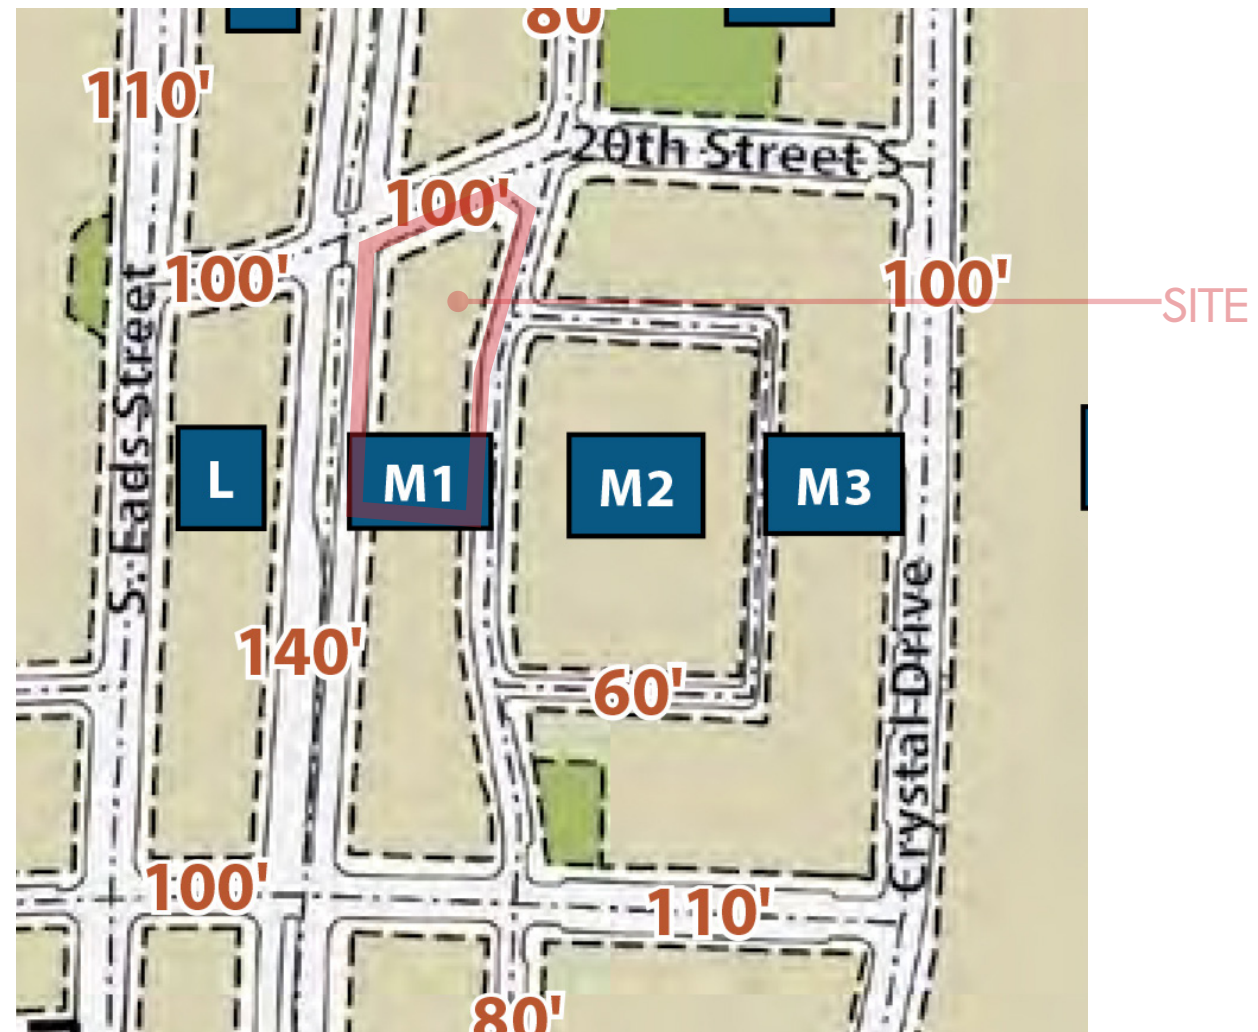 80'
110'
20th Street S
100'
100'
100'
SITE
S. Eads Street
L
M1
M2
M3
140'
60'
Crystal Drive
100'
110'
80'